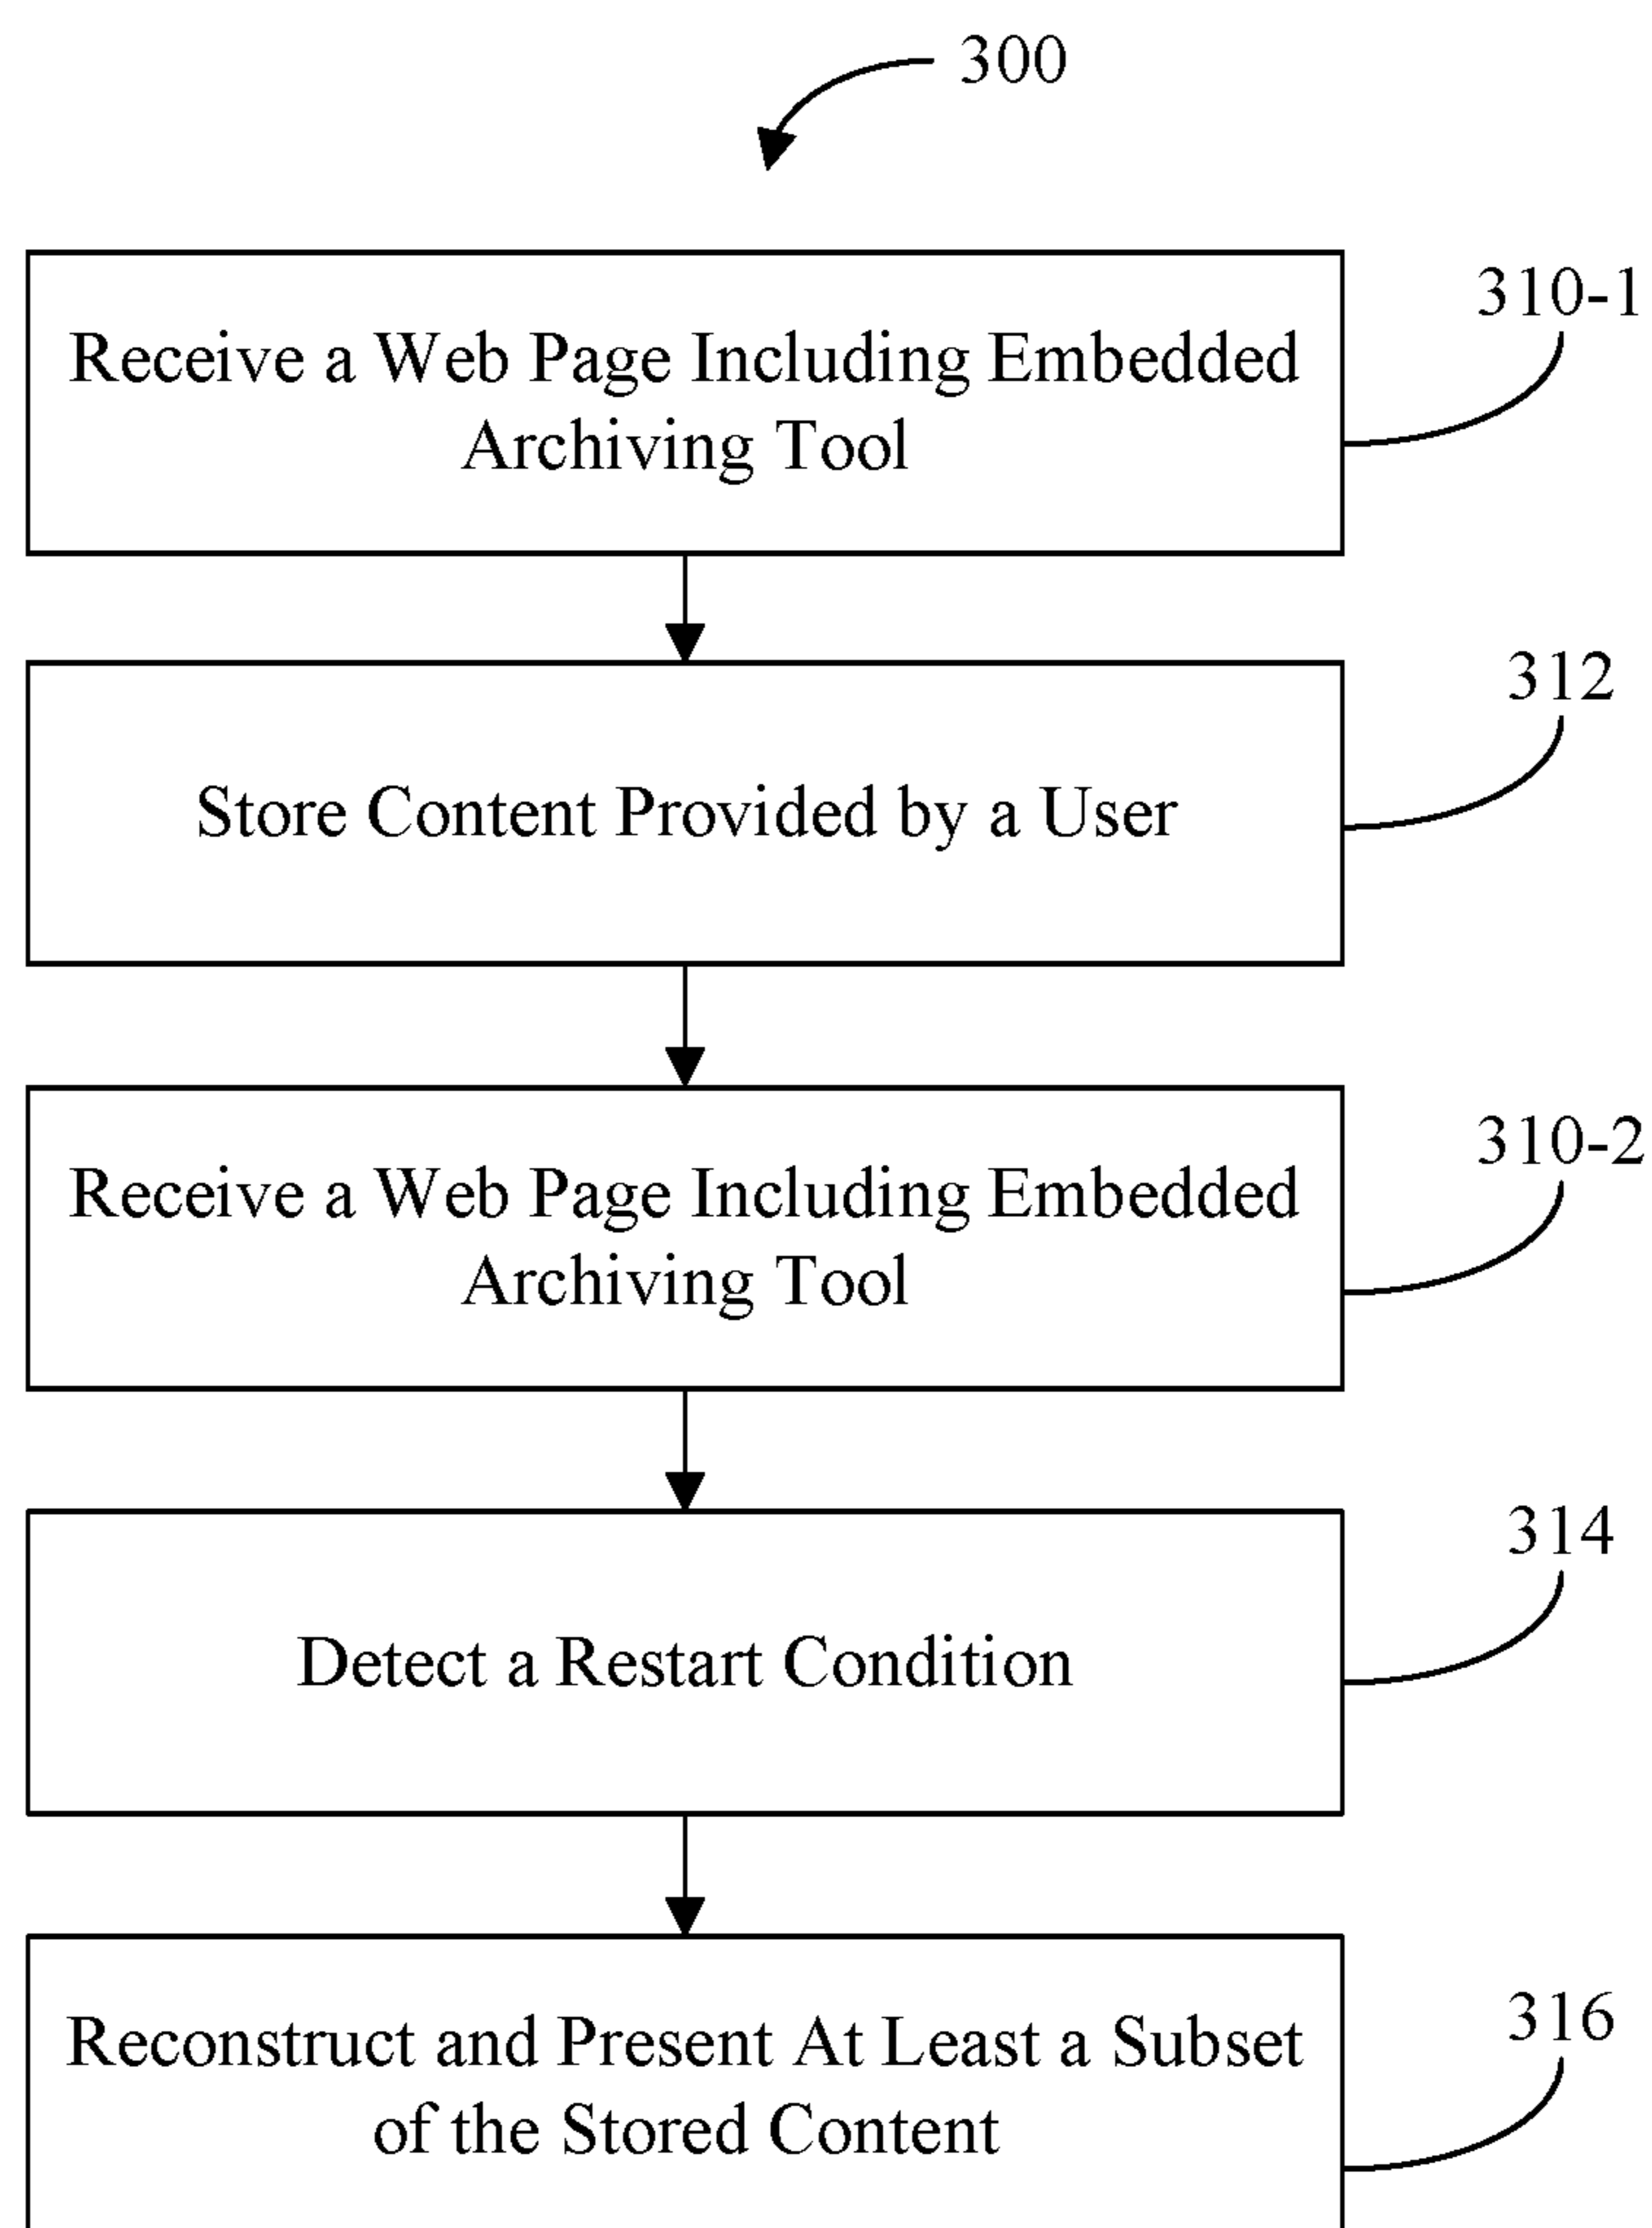 300
310-1
Receive a Web Page Including Embedded
Archiving Tool
312
Store Content Provided by a User
310-2
Receive a Web Page Including Embedded
Archiving Tool
314
Detect a Restart Condition
316
Reconstruct and Present At Least a Subset
of the Stored Content